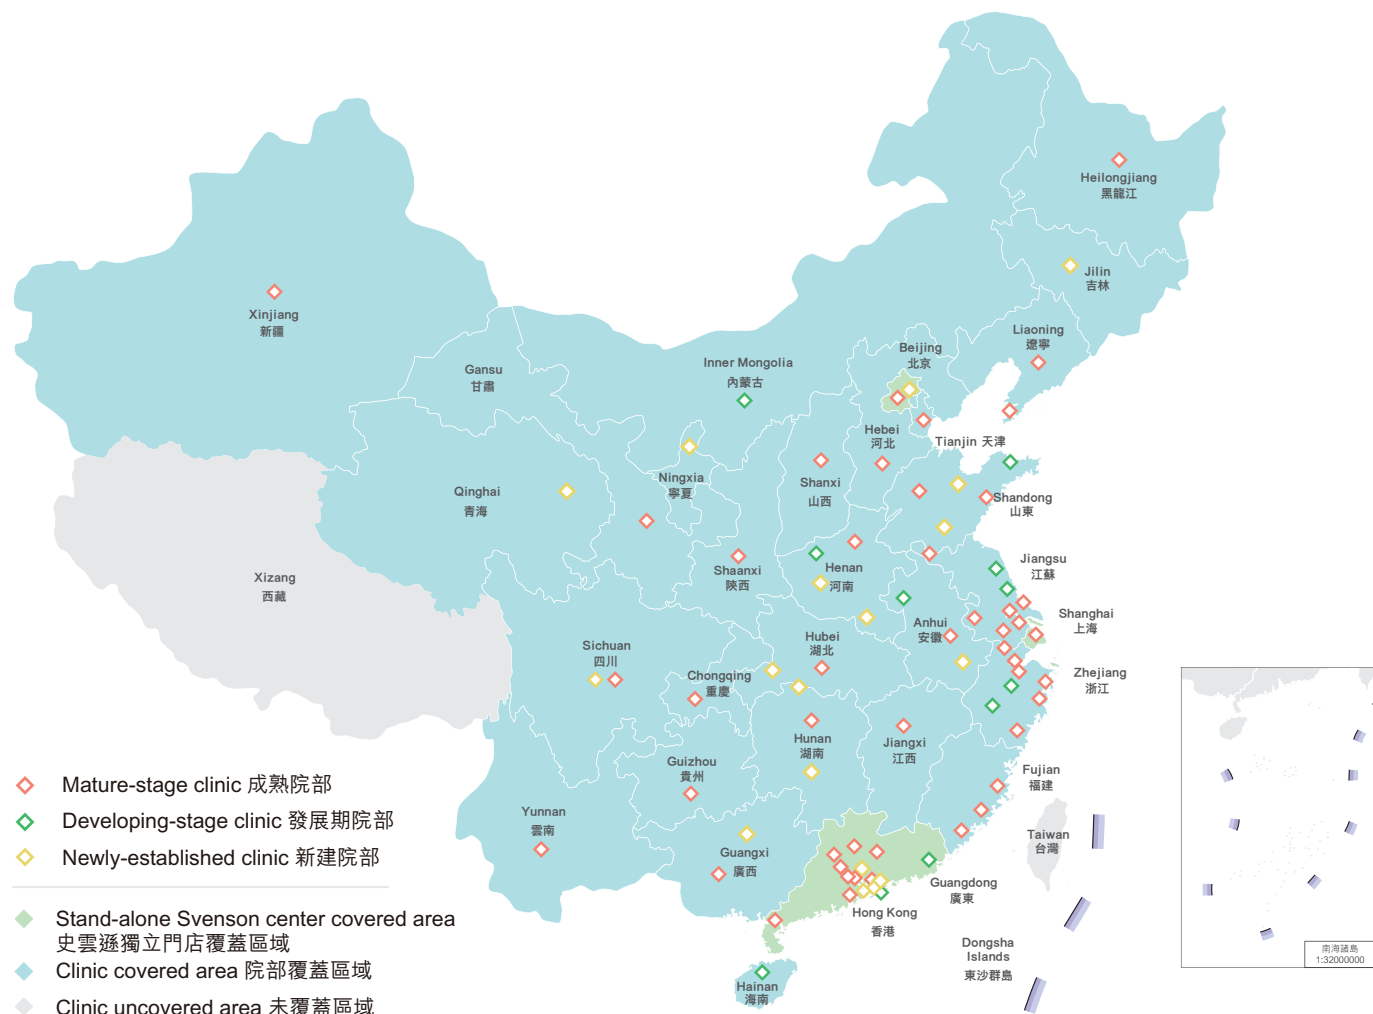 Heilongjiang
黑龍江
Jilin
吉林
Xinjiang
新疆
Liaoning
遼寧
Beijing
北京
Gansu
甘肅
Inner Mongolia
內蒙古
Hebei
河北
Tianjin 天津
Ningxia
寧夏
Shanxi
山西
Qinghai
青海
Shandong
山東
Shaanxi
陝西
Henan
河南
Jiangsu
江蘇
Xizang
西藏
Anhui
安徽
Shanghai
上海
Hubei
湖北
Sichuan
四川
Chongqing
重慶
Zhejiang
浙江
Hunan
湖南
Jiangxi
江西
Guizhou
貴州
Fujian
福建
Yunnan
雲南
Taiwan
台灣
Guangxi
廣西
Guangdong
廣東
Hong Kong
香港
Dongsha
Islands
東沙群島
Hainan
海南
南海諸島
1:32000000
Mature-stage clinic 成熟院部
Developing-stage clinic 發展期院部
Newly-established clinic 新建院部
Stand-alone Svenson center covered area
史雲遜獨立門店覆蓋區域
Clinic covered area 院部覆蓋區域
Clinic uncovered area 未覆蓋區域